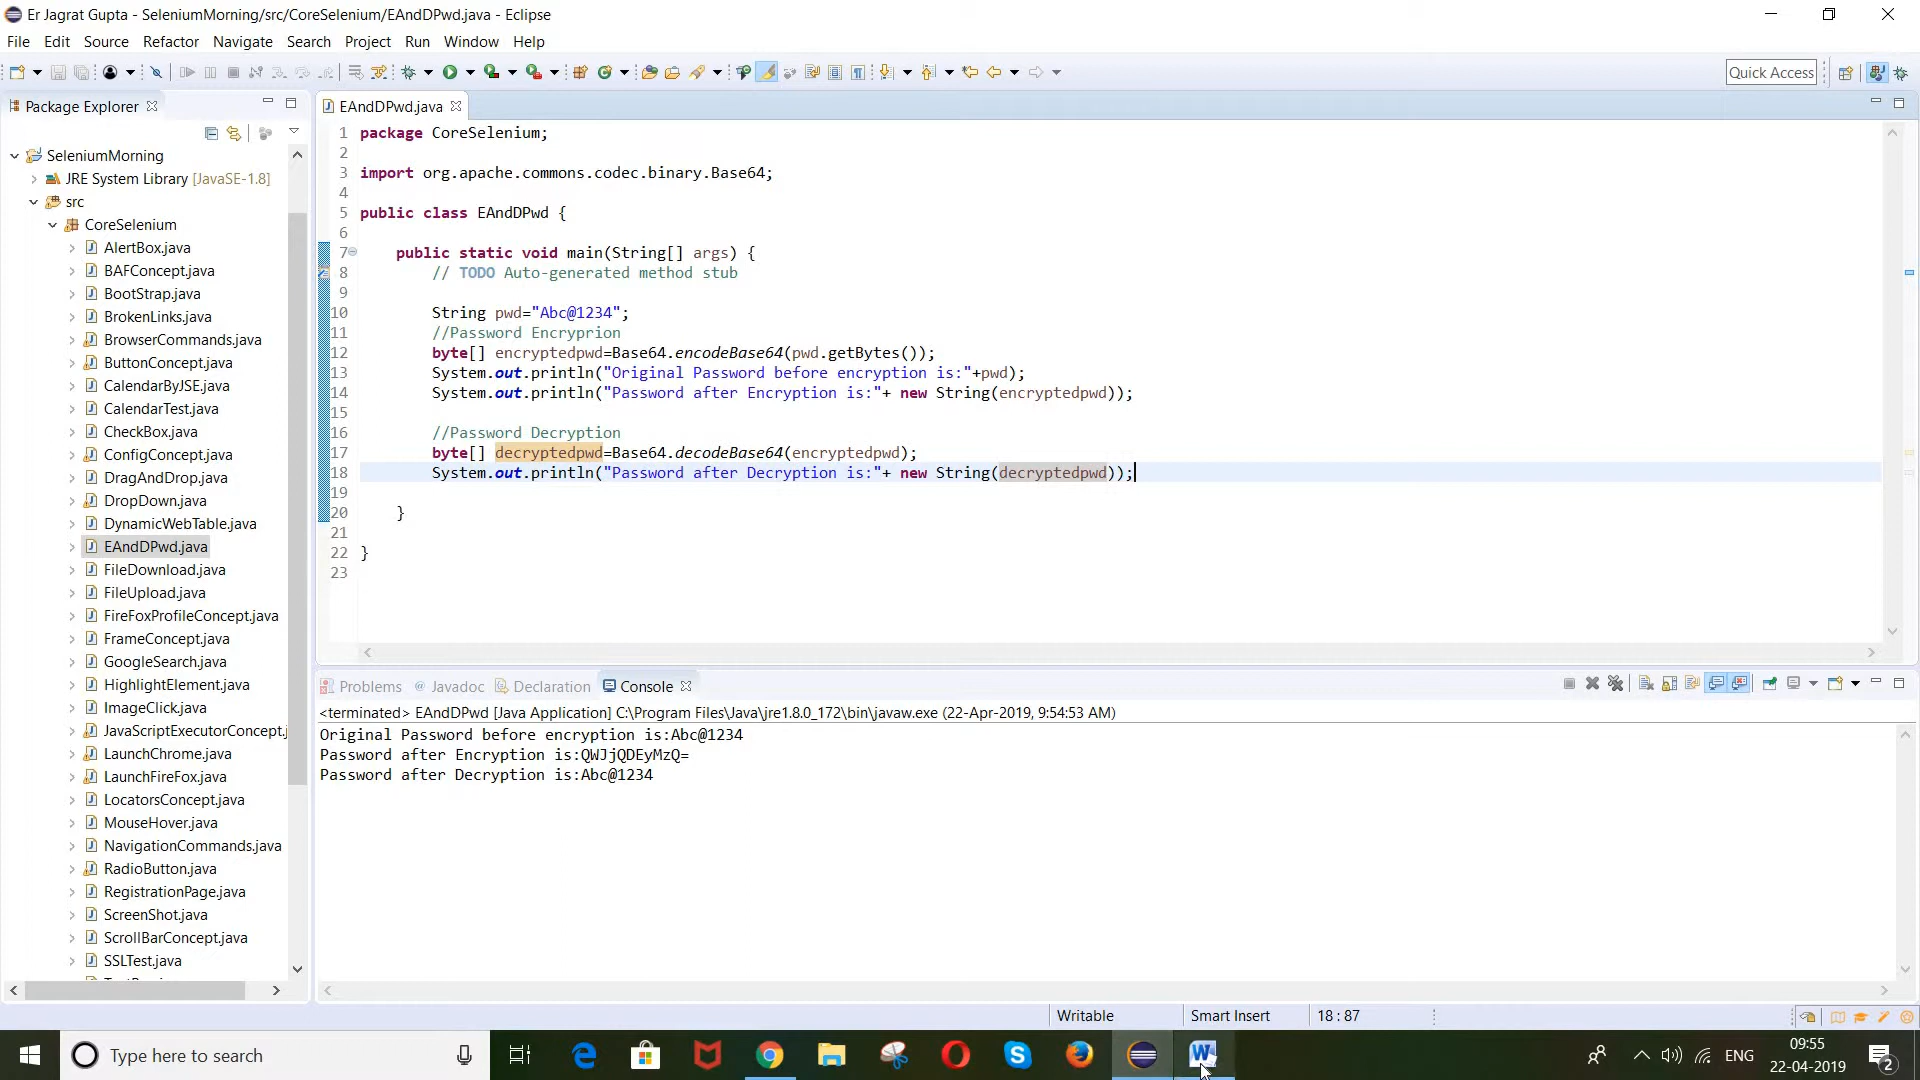 Er Jagrat Gupta - SeleniumMorning/src/CoreSelenium/EAndDPwd.java - Eclipse
File Edit Source Refactor Navigate Search Project Run Window Help
Quick Access
Package Explorer
EAndDPwd.java
SeleniumMorning
JRE System Library [JavaSE-1.8]
src
CoreSelenium
AlertBox.java
BAFConcept.java
BootStrap.java
BrokenLinks.java
BrowserCommands.java
ButtonConcept.java
CalendarByJSE.java
CalendarTest.java
CheckBox.java
ConfigConcept.java
DragAndDrop.java
DropDown.java
DynamicWebTable.java
EAndDPwd.java
FileDownload.java
FileUpload.java
FireFoxProfileConcept.java
FrameConcept.java
GoogleSearch.java
HighlightElement.java
ImageClick.java
JavaScriptExecutorConcept.j
LaunchChrome.java
LaunchFireFox.java
LocatorsConcept.java
MouseHover.java
NavigationCommands.java
RadioButton.java
RegistrationPage.java
ScreenShot.java
ScrollBarConcept.java
SSLTest.java
1 package CoreSelenium;
2
3 import org.apache.commons.codec.binary.Base64;
4
5 public class EAndDPwd {
6
7 public static void main(String[] args) {
8 // TODO Auto-generated method stub
9
10 String pwd="Abc@1234";
11 //Password Encryprion
12 byte[] encryptedpwd=Base64.encodeBase64(pwd.getBytes());
13 System.out.println("Original Password before encryption is:"+pwd);
14 System.out.println("Password after Encryption is:"+ new String(encryptedpwd));
15
16 //Password Decryption
17 byte[] decryptedpwd=Base64.decodeBase64(encryptedpwd);
18 System.out.println("Password after Decryption is:"+ new String(decryptedpwd));
19
20 }
21
22 }
23
Problems Javadoc Declaration Console
<terminated> EAndDPwd [Java Application] C:\Program Files\Java\jre1.8.0_172\bin\javaw.exe (22-Apr-2019, 9:54:53 AM)
Original Password before encryption is:Abc@1234
Password after Encryption is:QWJjQDEyMzQ=
Password after Decryption is:Abc@1234
Writable Smart Insert 18 : 87
Type here to search
ENG
09:55
22-04-2019
2